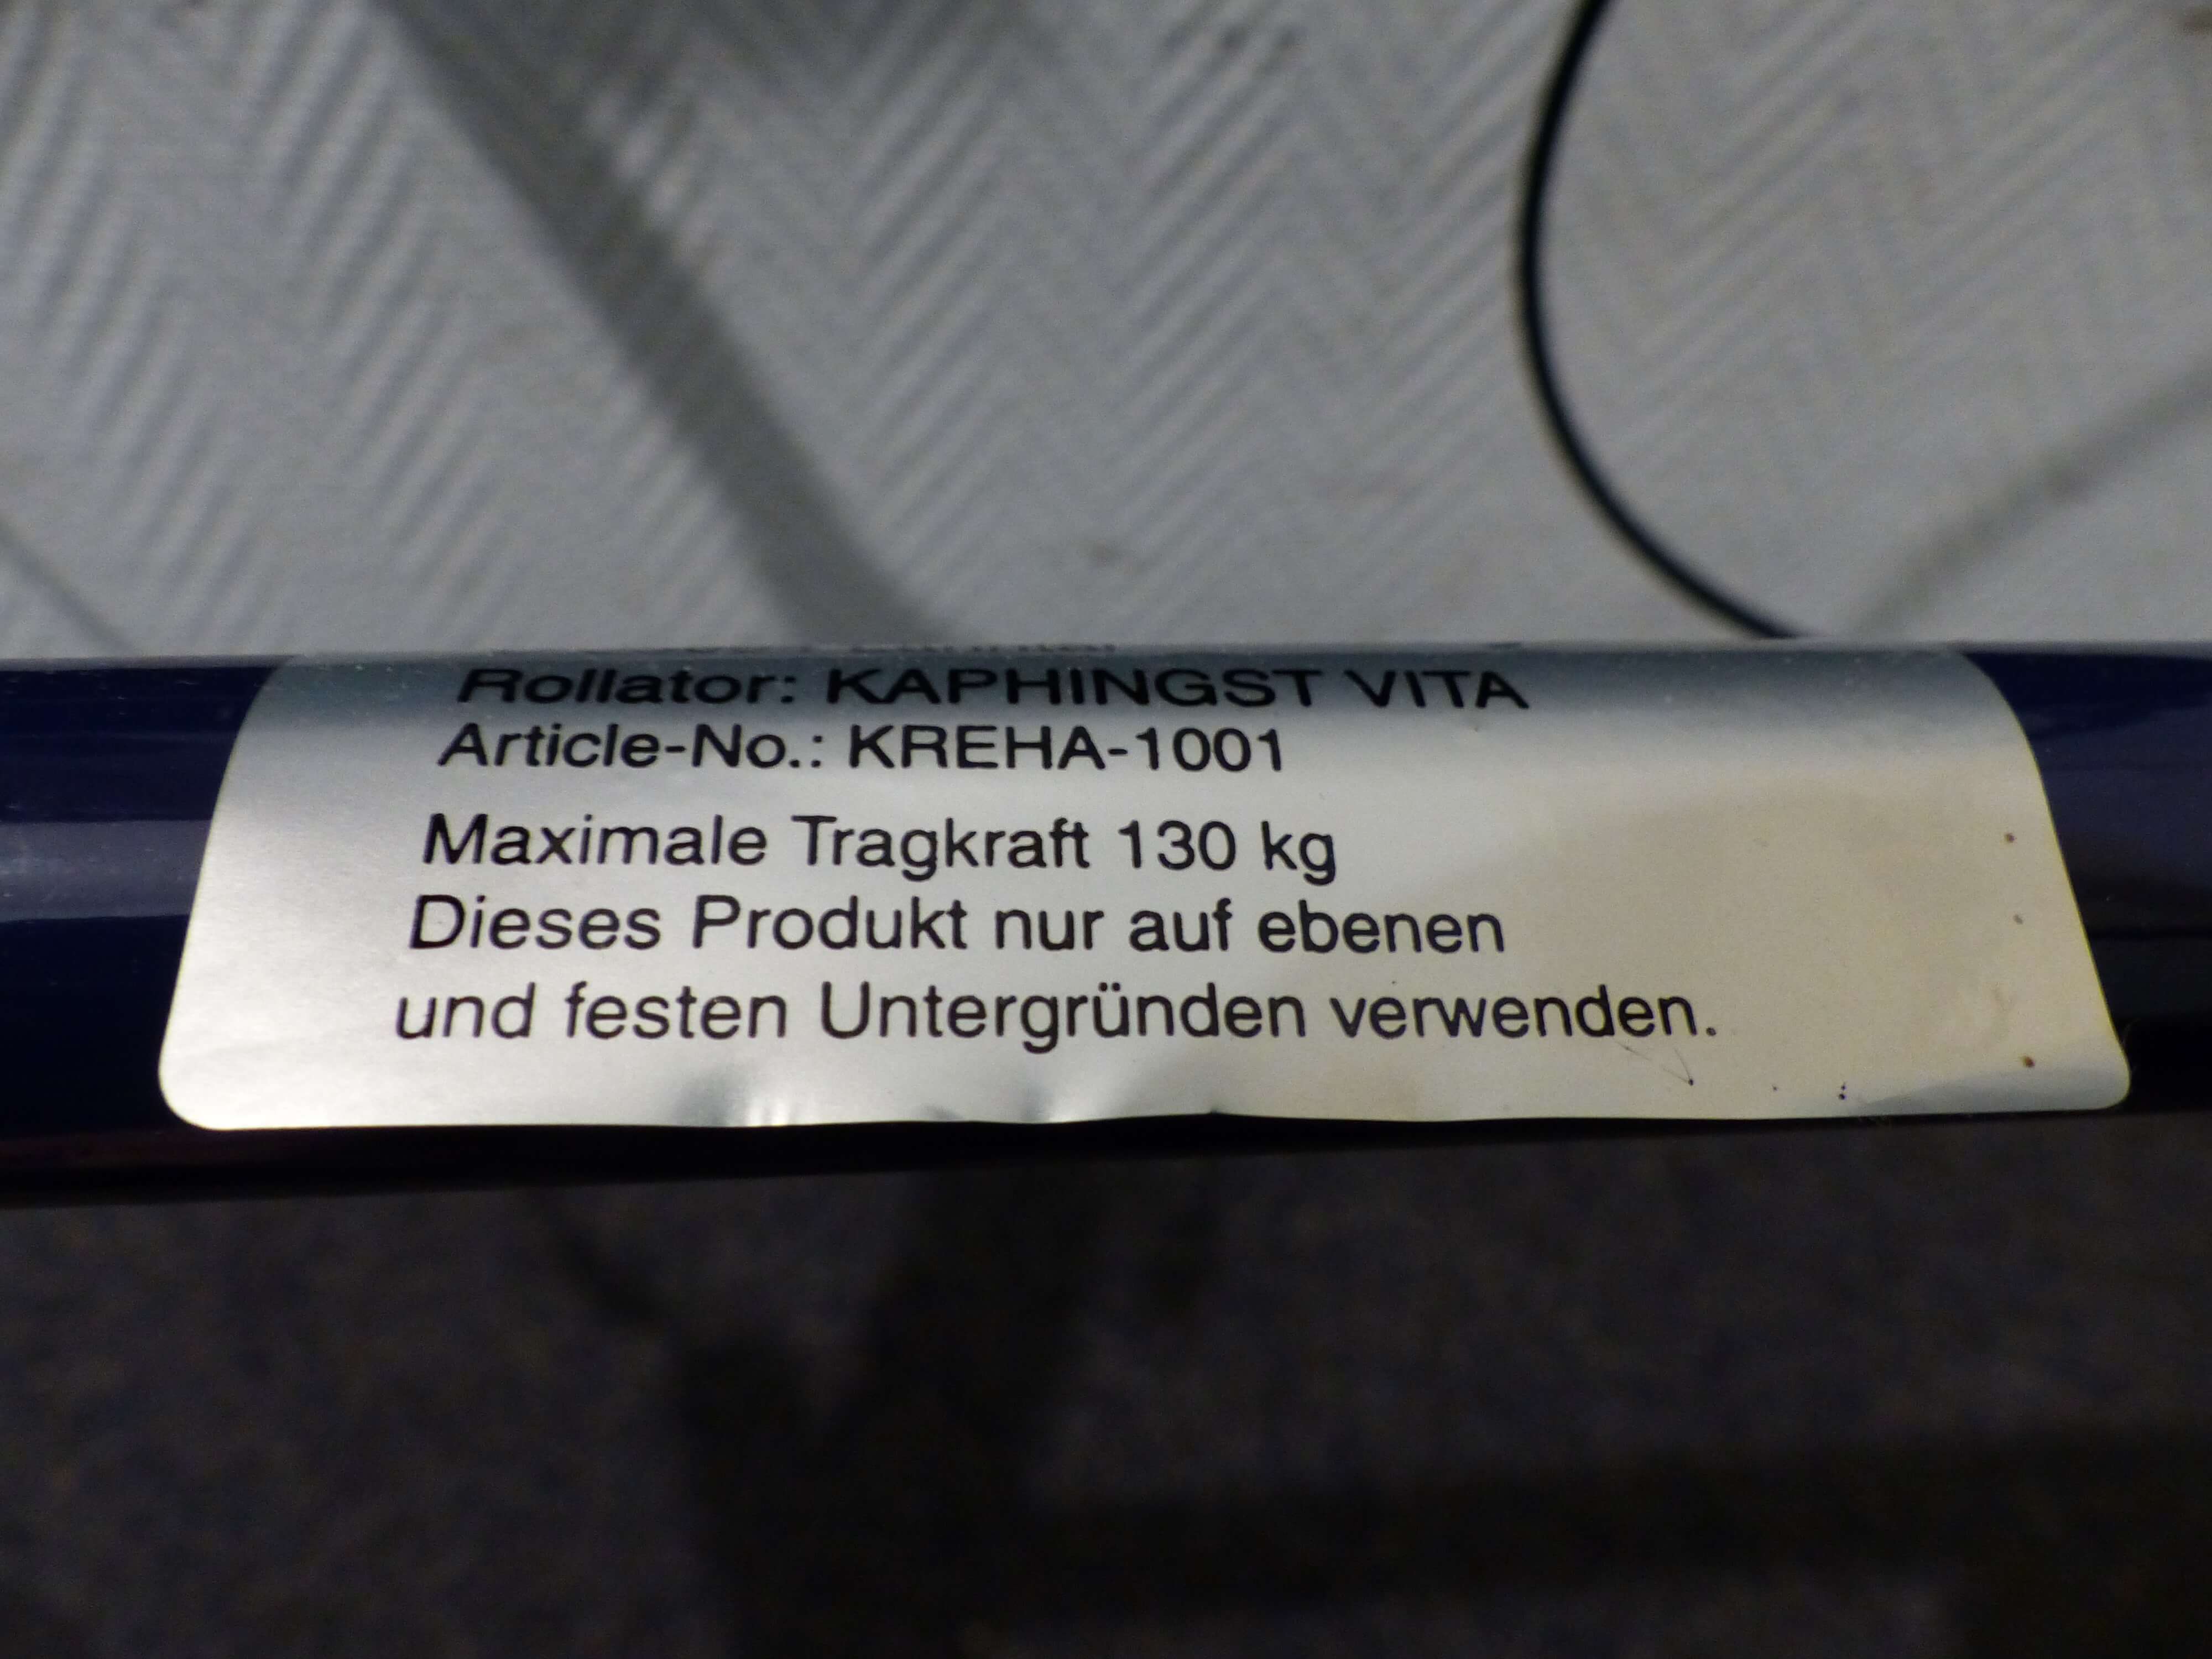 Rollator: KAPHINGST VITA
Article-No.: KREHA-1001
Maximale Tragkraft 130 kg
Dieses Produkt nur auf ebenen
und festen Untergründen verwenden.